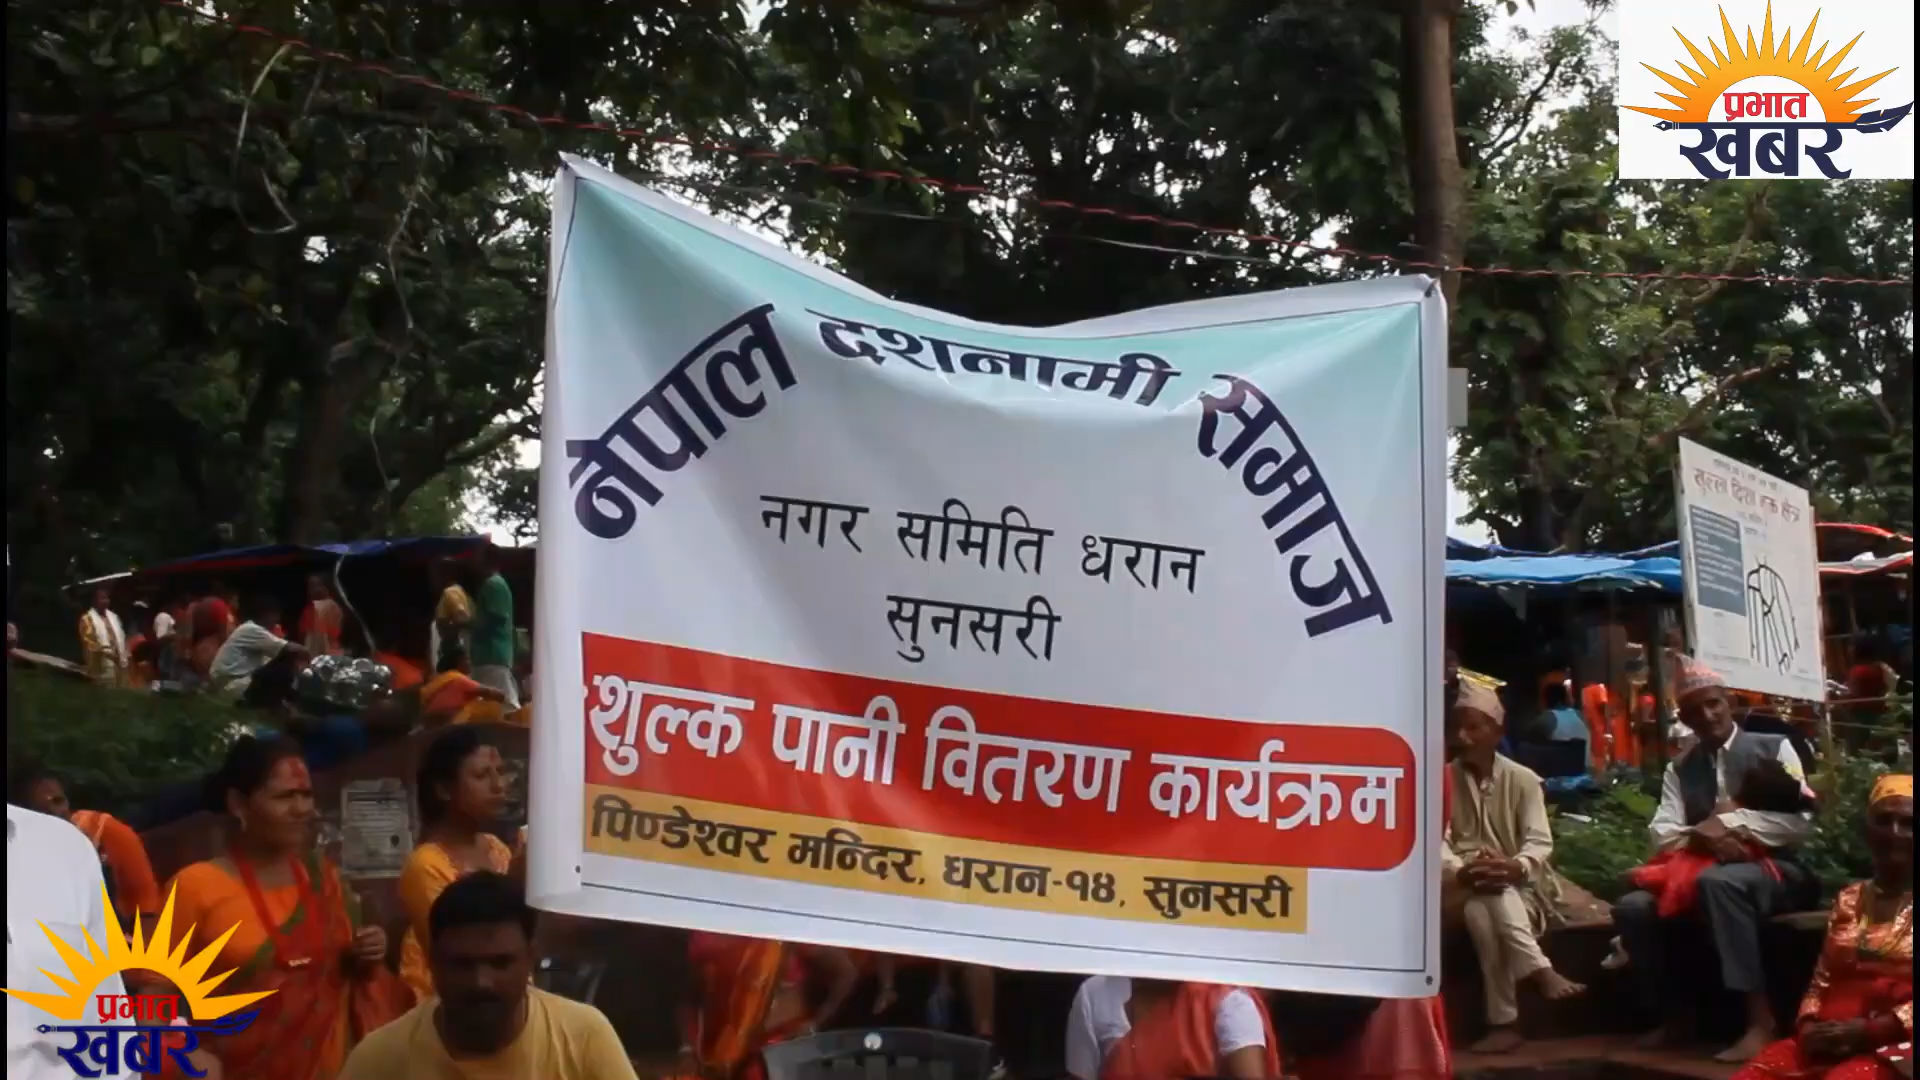 प्रभात
खबर
नेपाल दशनामी समाज
नगर समिति धरान
सुनसरी
शुल्क पानी वितरण कार्यक्रम
पिण्डेश्वर मन्दिर, धरान-१४, सुनसरी
खुल्ला दिशा मुक्त क्षेत्र
प्रभात
खबर